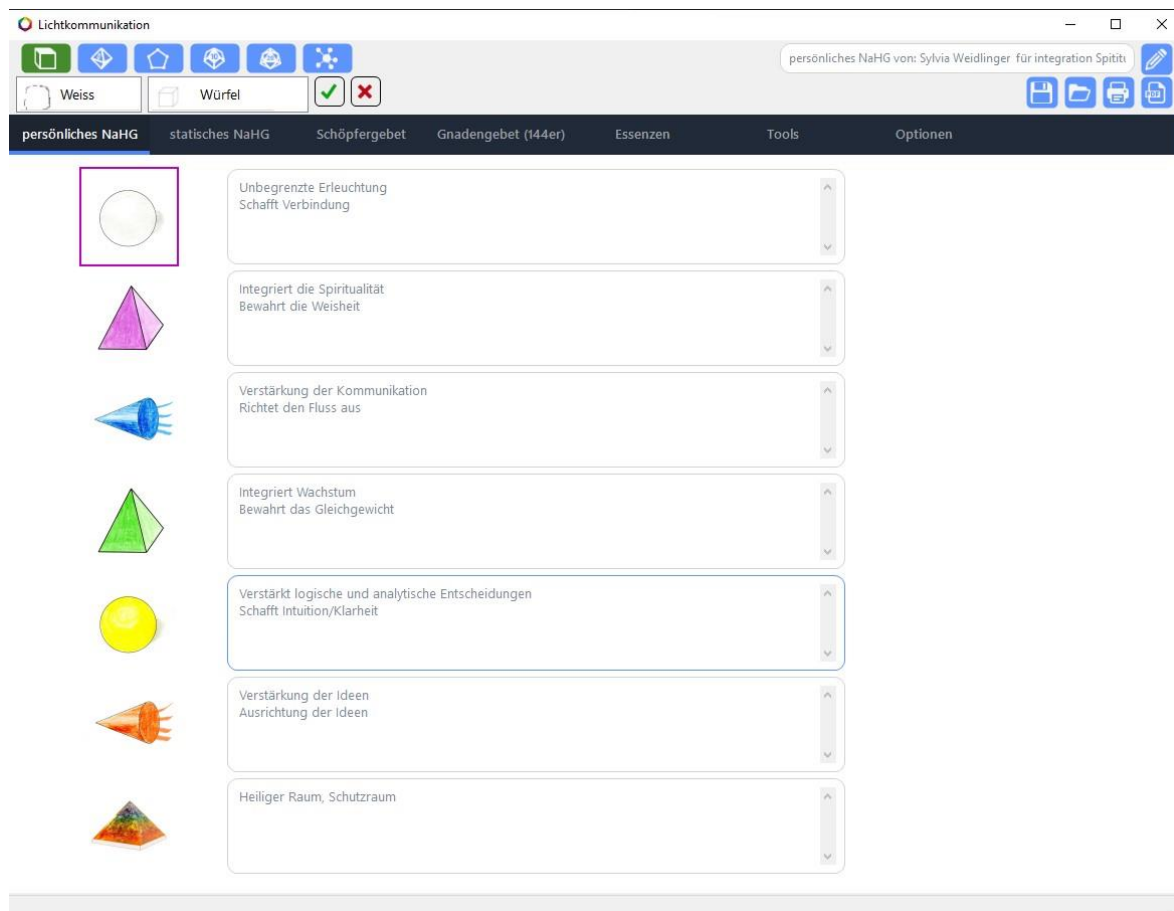 Lichtkommunikation
persönliches NaHG von: Sylvia Weidlinger für integration Spititu
Weiss
Würfel
PDF
persönliches NaHG
statisches NaHG
Schöpfergebet
Gnadengebet (144er)
Essenzen
Tools
Optionen
Unbegrenzte Erleuchtung
Schafft Verbindung
Integriert die Spiritualität
Bewahrt die Weisheit
Verstärkung der Kommunikation
Richtet den Fluss aus
Integriert Wachstum
Bewahrt das Gleichgewicht
Verstärkt logische und analytische Entscheidungen
Schafft Intuition/Klarheit
Verstärkung der Ideen
Ausrichtung der Ideen
Heiliger Raum, Schutzraum